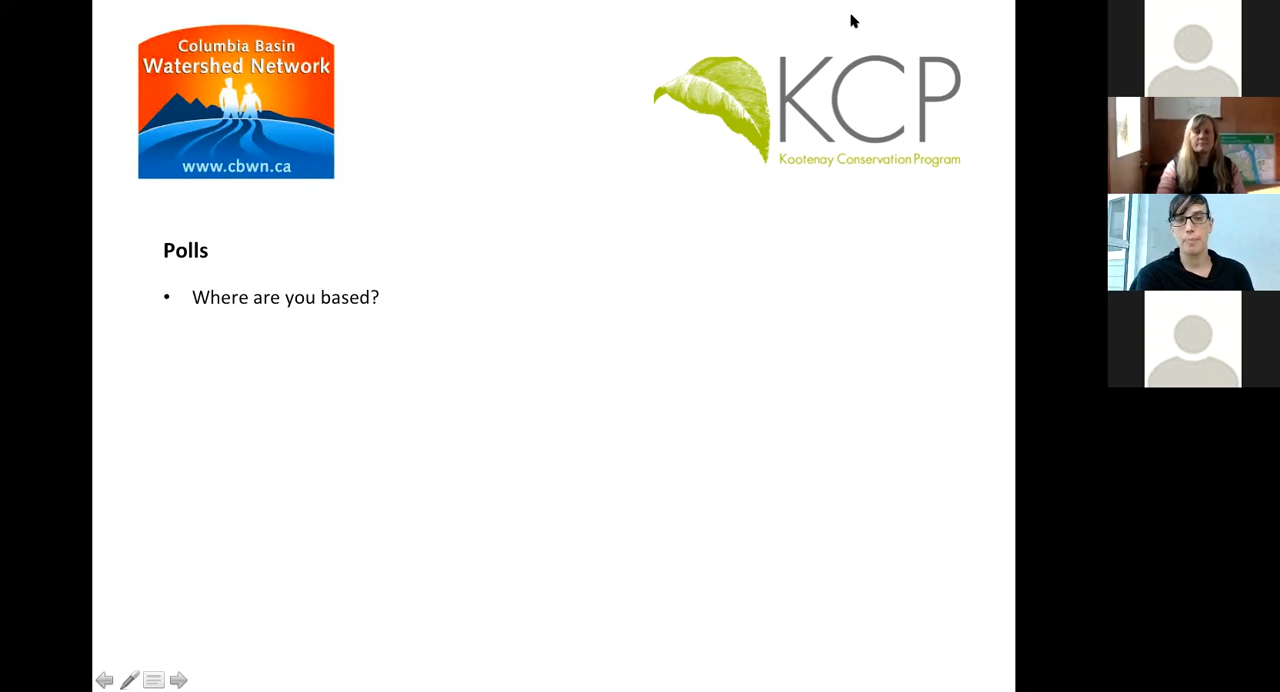 Columbia Basin
Watershed Network
www.cbwn.ca
KCP
Kootenay Conservation Program
Polls
• Where are you based?